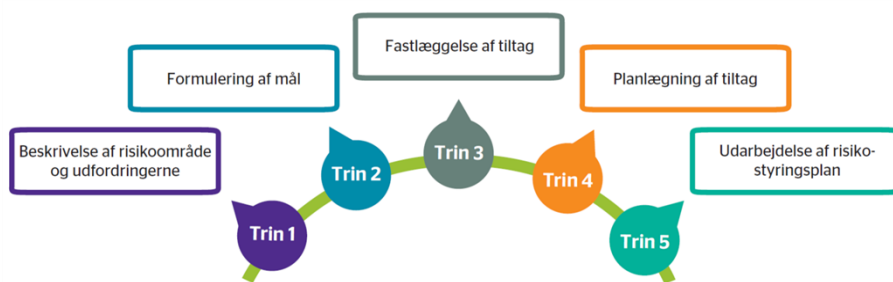 Fastlæggelse af tiltag
Formulering af mål
Planlægning af tiltag
Beskrivelse af risikoområde
og udfordringerne
Udarbejdelse af risiko-
styringsplan
Trin 1
Trin 2
Trin 3
Trin 4
Trin 5